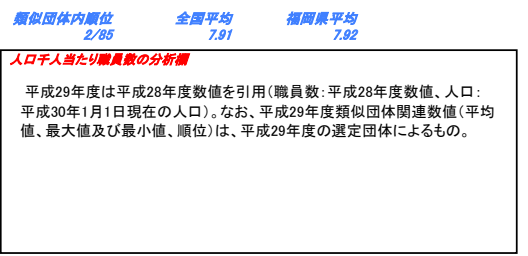 類似団体内順位 全国平均 福岡県平均
2/85 7.91 7.92
人口千人当たり職員数の分析欄
平成29年度は平成28年度数値を引用(職員数:平成28年度数値、人口:
平成30年1月1日現在の人口)。なお、平成29年度類似団体関連数値(平均
値、最大値及び最小値、順位)は、平成29年度の選定団体によるもの。